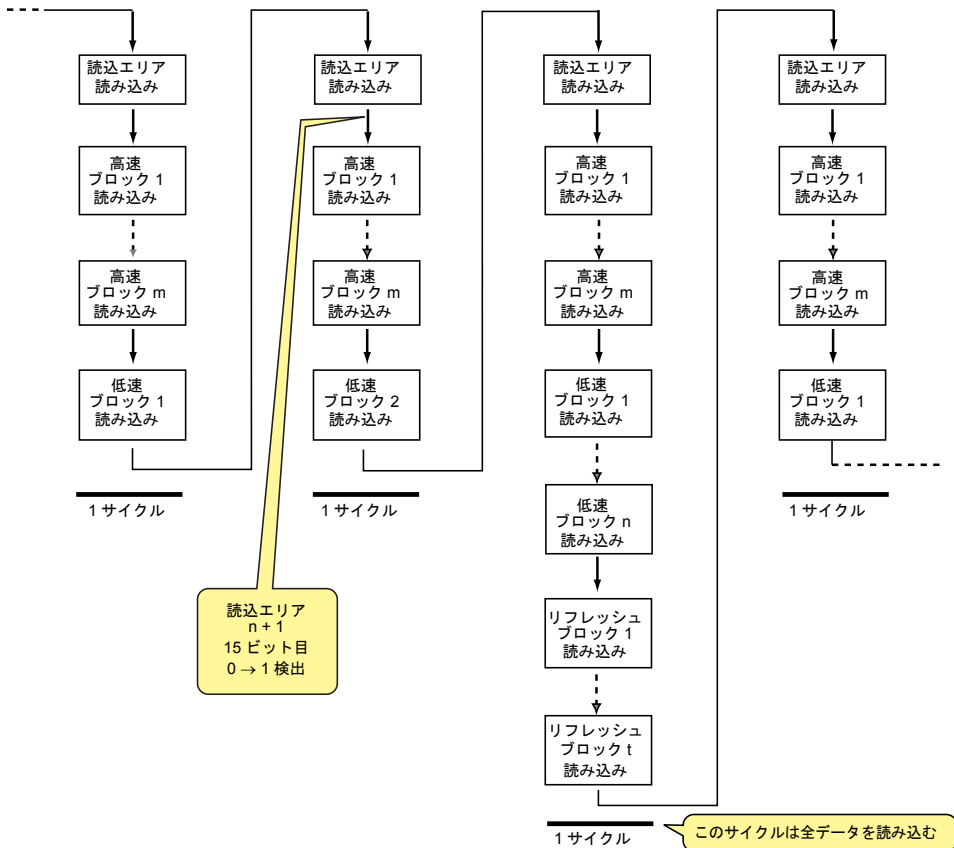 読込エリア
読み込み
高速
ブロック 1
読み込み
高速
ブロック m
読み込み
低速
ブロック 1
読み込み
1 サイクル
読込エリア
読み込み
高速
ブロック 1
読み込み
高速
ブロック m
読み込み
低速
ブロック 2
読み込み
1 サイクル
読込エリア
n + 1
15 ビット目
0 → 1 検出
読込エリア
読み込み
高速
ブロック 1
読み込み
高速
ブロック m
読み込み
低速
ブロック 1
読み込み
低速
ブロック n
読み込み
リフレッシュ
ブロック 1
読み込み
リフレッシュ
ブロック t
読み込み
1 サイクル
このサイクルは全データを読み込む
読込エリア
読み込み
高速
ブロック 1
読み込み
高速
ブロック m
読み込み
低速
ブロック 1
読み込み
1 サイクル